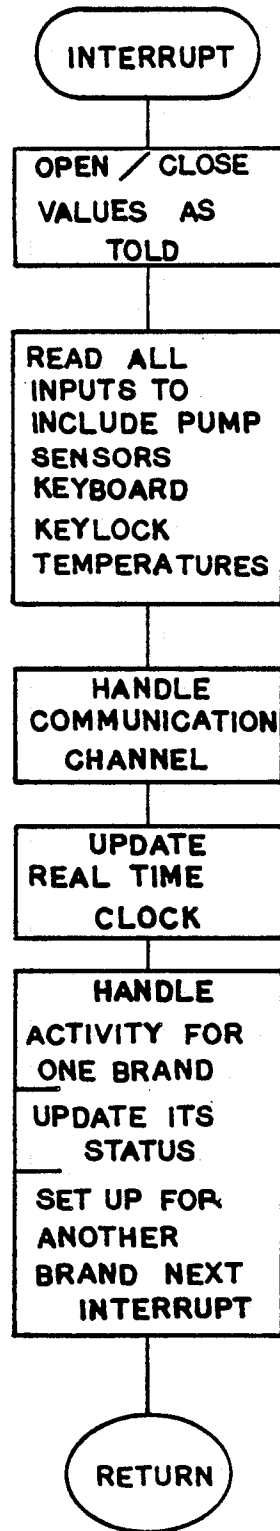 INTERRUPT
OPEN / CLOSE
VALUES AS
TOLD
READ ALL
INPUTS TO
INCLUDE PUMP
SENSORS
KEYBOARD
KEYLOCK
TEMPERATURES
HANDLE
COMMUNICATION
CHANNEL
UPDATE
REAL TIME
CLOCK
HANDLE
ACTIVITY FOR
ONE BRAND
UPDATE ITS
STATUS
SET UP FOR
ANOTHER
BRAND NEXT
INTERRUPT
RETURN